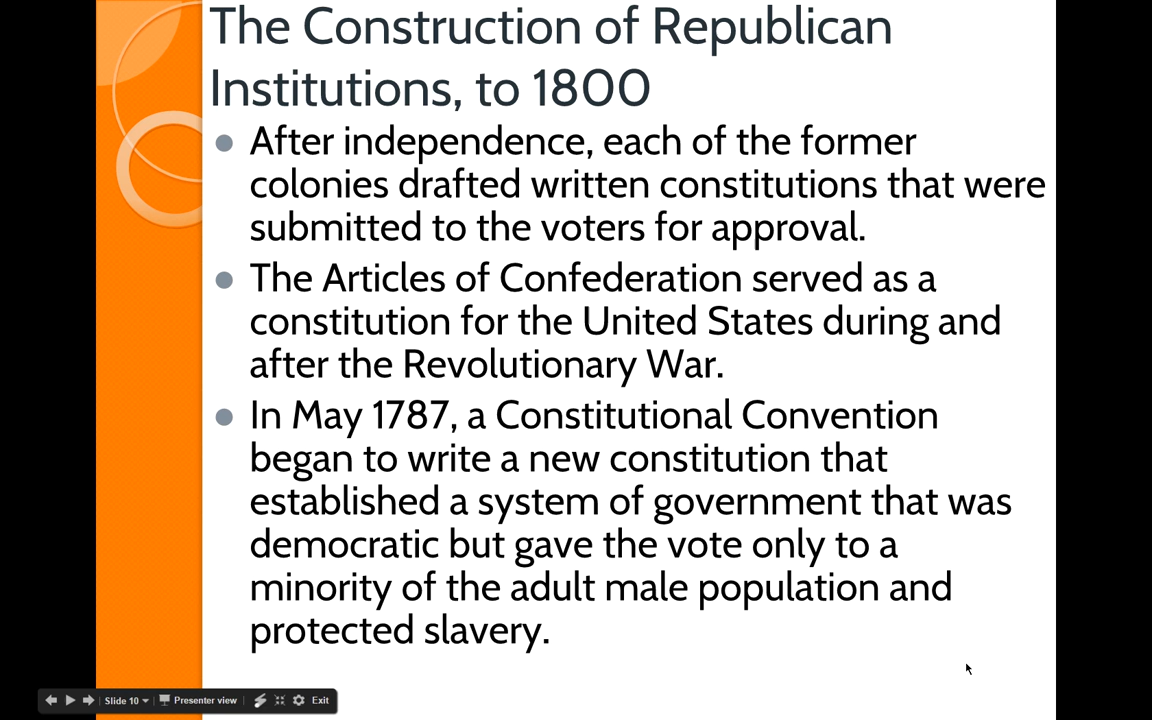 The Construction of Republican
Institutions, to 1800
After independence, each of the former
colonies drafted written constitutions that were
submitted to the voters for approval.
The Articles of Confederation served as a
constitution for the United States during and
after the Revolutionary War.
In May 1787, a Constitutional Convention
began to write a new constitution that
established a system of government that was
democratic but gave the vote only to a
minority of the adult male population and
protected slavery.
Slide 10 Presenter view Exit